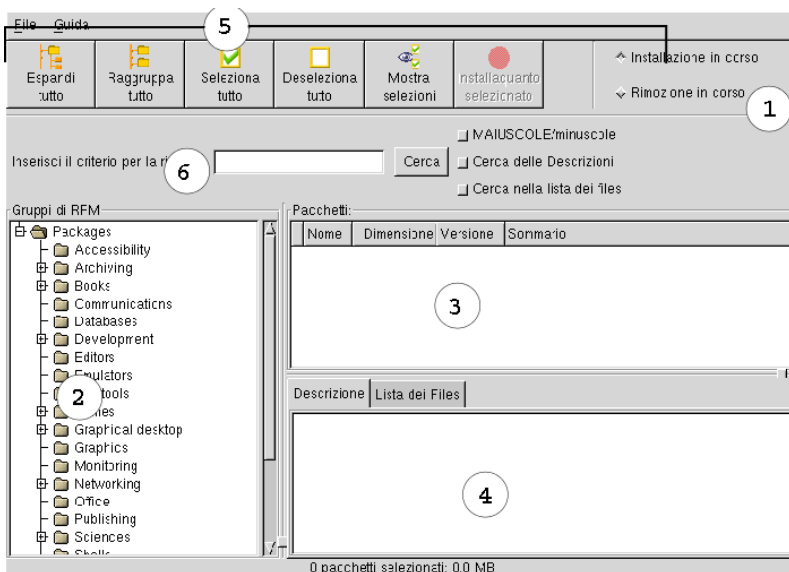 File Guida
5
Espandi tutto
Raggruppa tutto
Seleziona tutto
Deseleziona tutto
Mostra selezioni
selezionato
Installazione in corso
Rimozione in corso
1
MAIUSCOLE/minuscole
Inserisci il criterio per la
6
Cerca
Cerca delle Descrizioni
Cerca nella lista dei files
Gruppi di RPM
Packages
Accessibility
Archiving
Books
Communications
Databases
Development
Editors
Emulators
tools
2
Graphical desktop
Graphics
Monitoring
Networking
Office
Publishing
Sciences
Shells
Pacchetti:
Nome Dimensione Versione Sommario
3
Descrizione Lista dei Files
4
0 pacchetti selezionati: 0.0 MB